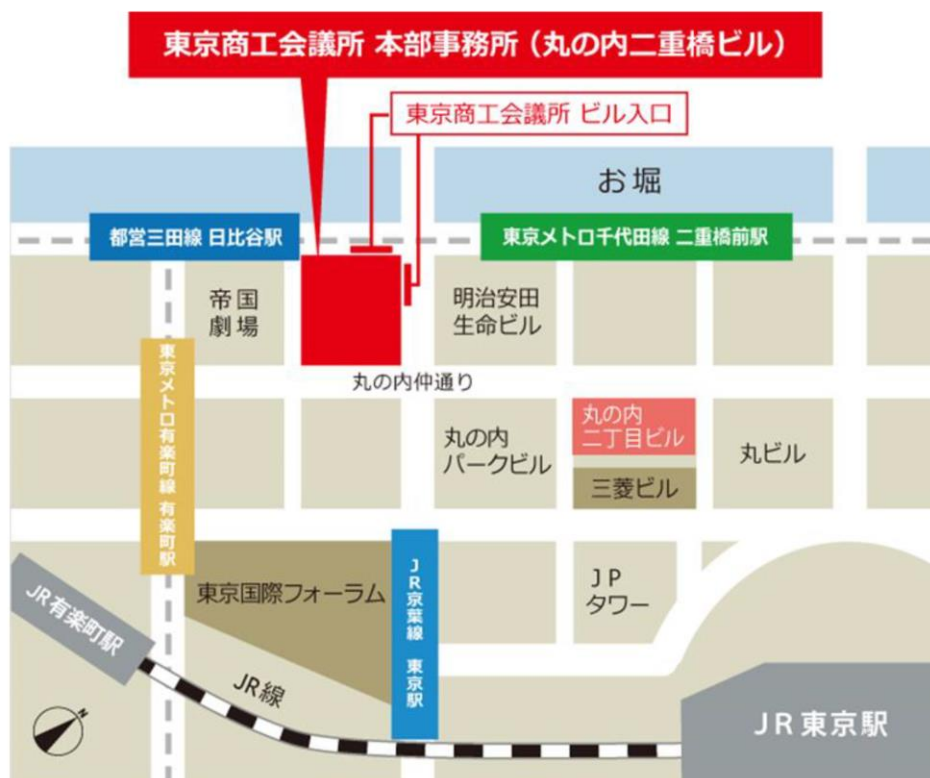 東京商工会議所 本部事務所（丸の内二重橋ビル）
東京商工会議所 ビル入口
お堀
都営三田線 日比谷駅
東京メトロ千代田線 二重橋前駅
帝国
劇場
明治安田
生命ビル
東京メトロ有楽町線 有楽町駅
丸の内仲通り
丸の内
パークビル
丸の内
二丁目ビル
三菱ビル
丸ビル
東京国際フォーラム
JR京葉線 東京駅
JP
タワー
JR有楽町駅
JR線
N
JR東京駅